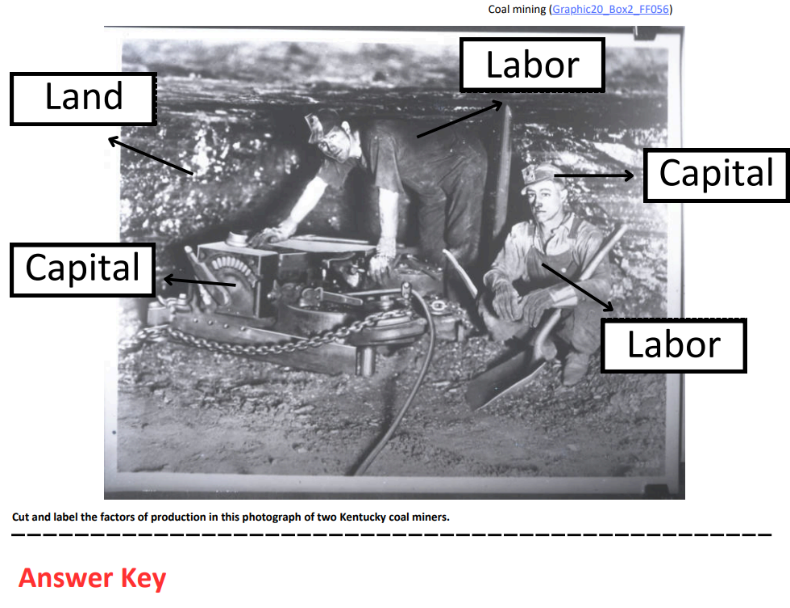 Coal mining (Graphic20_Box2_FF056)
Labor
Land
Capital
Capital
Labor
Cut and label the factors of production in this photograph of two Kentucky coal miners.
Answer Key